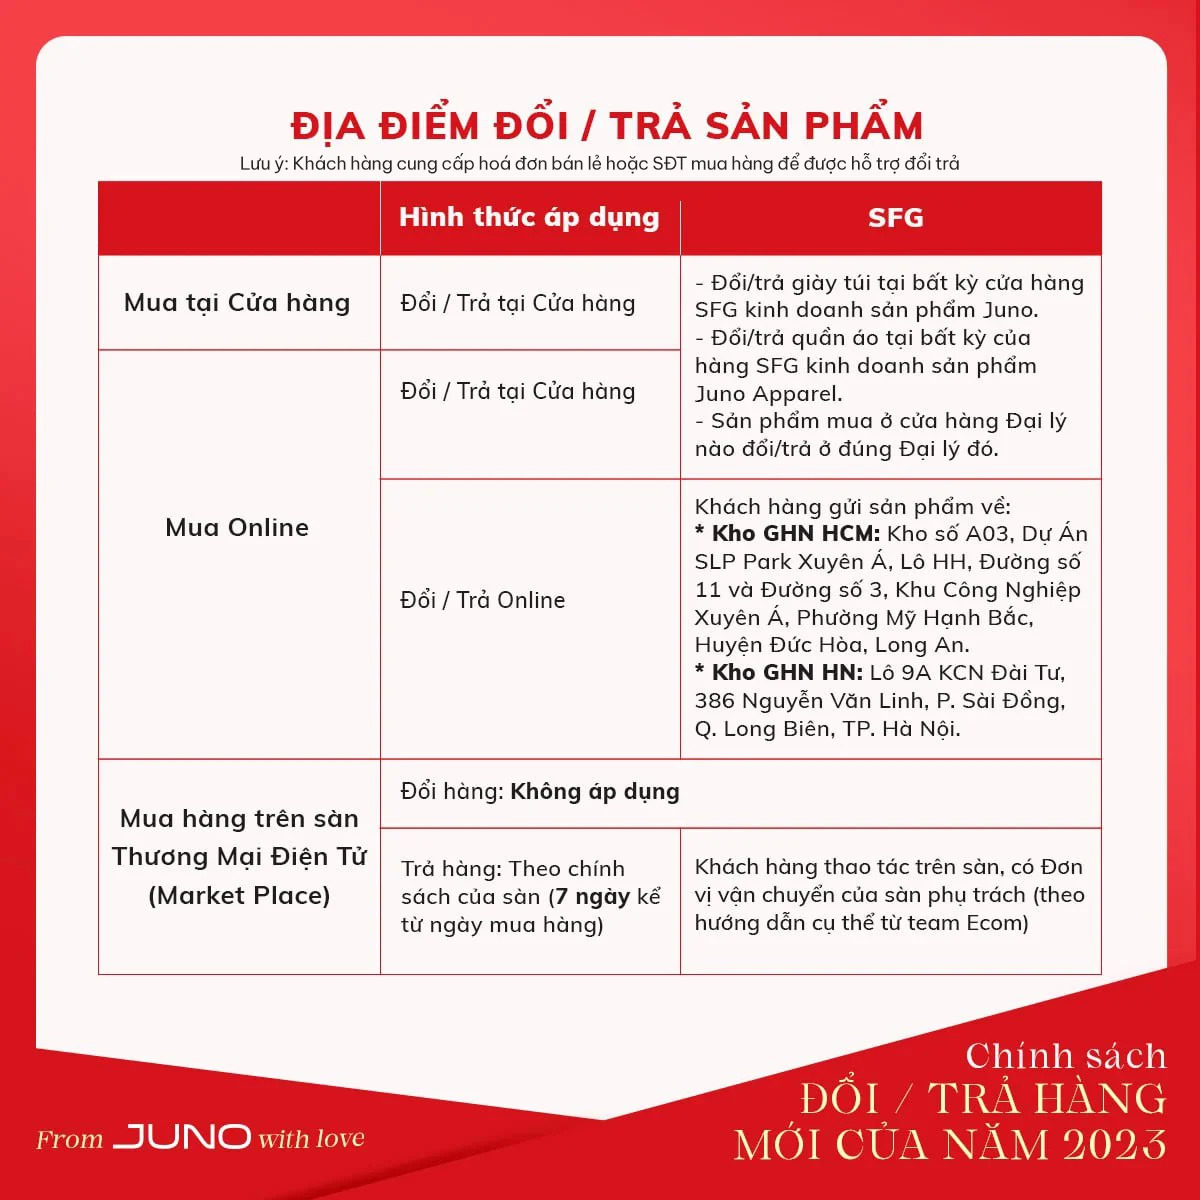 ĐỊA ĐIỂM ĐỔI / TRẢ SẢN PHẨM
Lưu ý: Khách hàng cung cấp hoá đơn bán lẻ hoặc SĐT mua hàng để được hỗ trợ đổi trả
Hình thức áp dụng
SFG
Mua tại Cửa hàng
Đổi / Trả tại Cửa hàng
- Đổi/trả giày túi tại bất kỳ cửa hàng
SFG kinh doanh sản phẩm Juno.
- Đổi/trả quần áo tại bất kỳ của
hàng SFG kinh doanh sản phẩm
Juno Apparel.
- Sản phẩm mua ở cửa hàng Đại lý
nào đổi/trả ở đúng Đại lý đó.
Mua Online
Đổi / Trả tại Cửa hàng
Đổi / Trả Online
Khách hàng gửi sản phẩm về:
* Kho GHN HCM: Kho số A03, Dự Án
SLP Park Xuyên Á, Lô HH, Đường số
11 và Đường số 3, Khu Công Nghiệp
Xuyên Á, Phường Mỹ Hạnh Bắc,
Huyện Đức Hòa, Long An.
* Kho GHN HN: Lô 9A KCN Đài Tư,
386 Nguyễn Văn Linh, P. Sài Đồng,
Q. Long Biên, TP. Hà Nội.
Mua hàng trên sàn
Thương Mại Điện Tử
(Market Place)
Đổi hàng: Không áp dụng
Trả hàng: Theo chính
sách của sàn (7 ngày kể
từ ngày mua hàng)
Khách hàng thao tác trên sàn, có Đơn
vị vận chuyển của sàn phụ trách (theo
hướng dẫn cụ thể từ team Ecom)
Chính sách
ĐỔI / TRẢ HÀNG
MỚI CỦA NĂM 2023
From JUNO with love